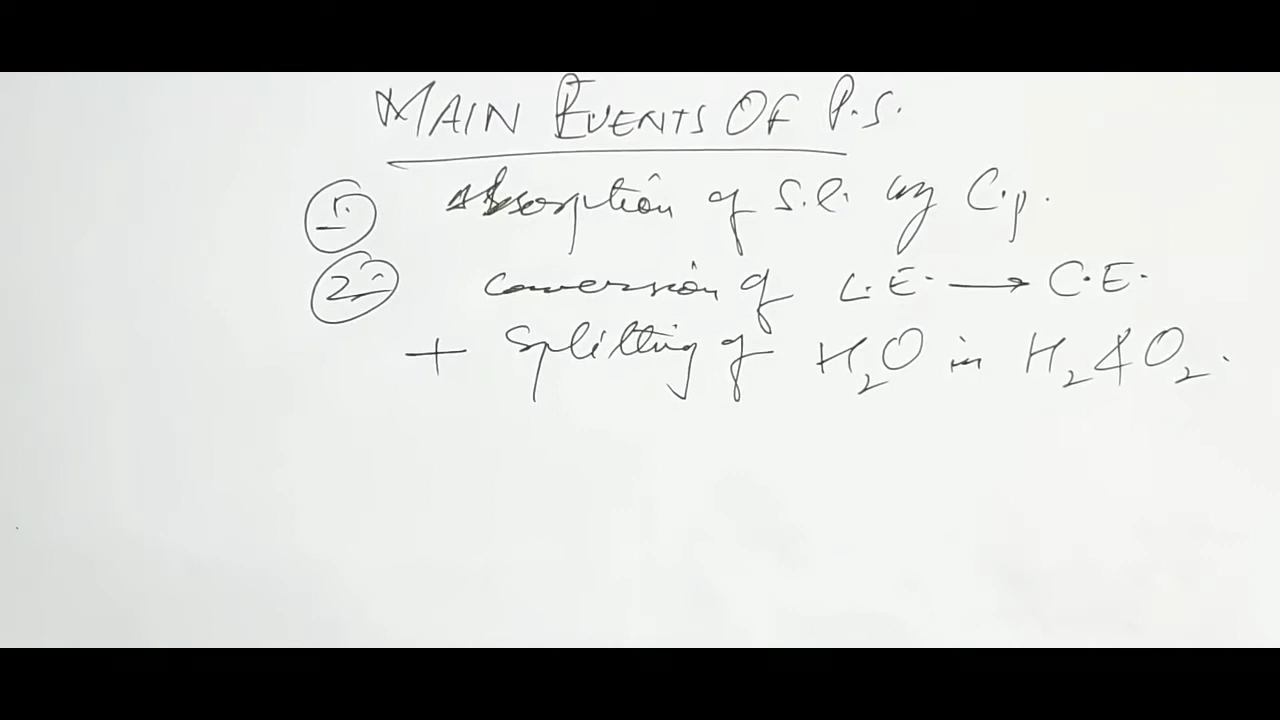 MAIN EVENTS OF P.S.
1. Absorption of S.l. by C.p.
2. Conversion of L.E. → C.E.
+ Splitting of H₂O in H₂ & O₂.